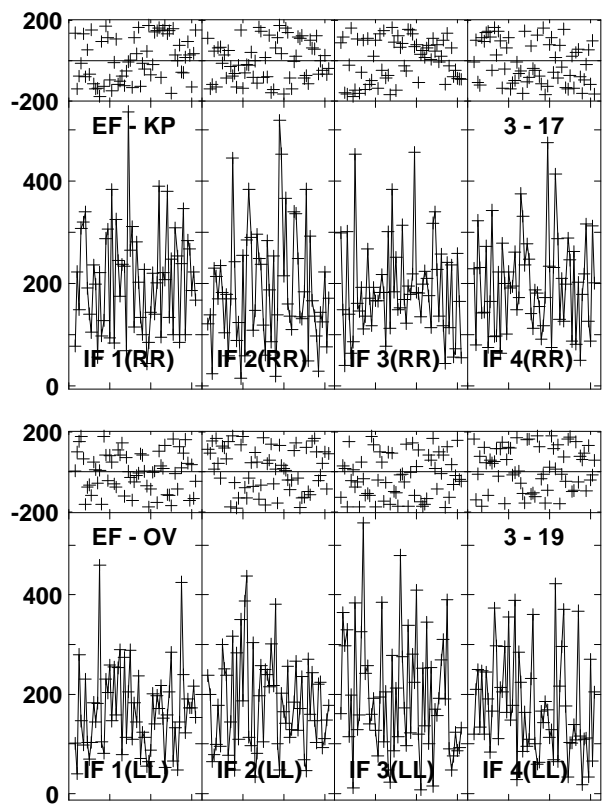 200
-200
EF - KP 3 - 17
400
200
0
IF 1(RR) IF 2(RR) IF 3(RR) IF 4(RR)
200
-200
EF - OV 3 - 19
400
200
0
IF 1(LL) IF 2(LL) IF 3(LL) IF 4(LL)